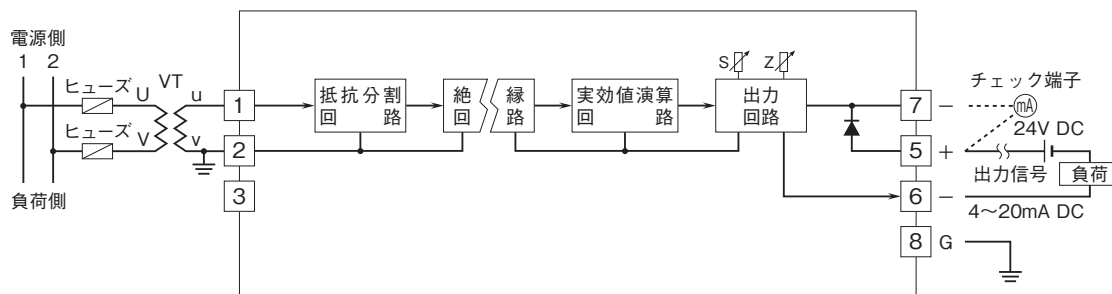 電源側
1 2
ヒューズ
U
VT
u
ヒューズ
V
v
負荷側
1
2
3
抵抗分割
回　　路
絶
回
縁
路
実効値演算
回　　　路
S
Z
出力
回路
7 −
5 +
6 −
8 G
チェック端子
mA
24V DC
出力信号
負荷
4～20mA DC